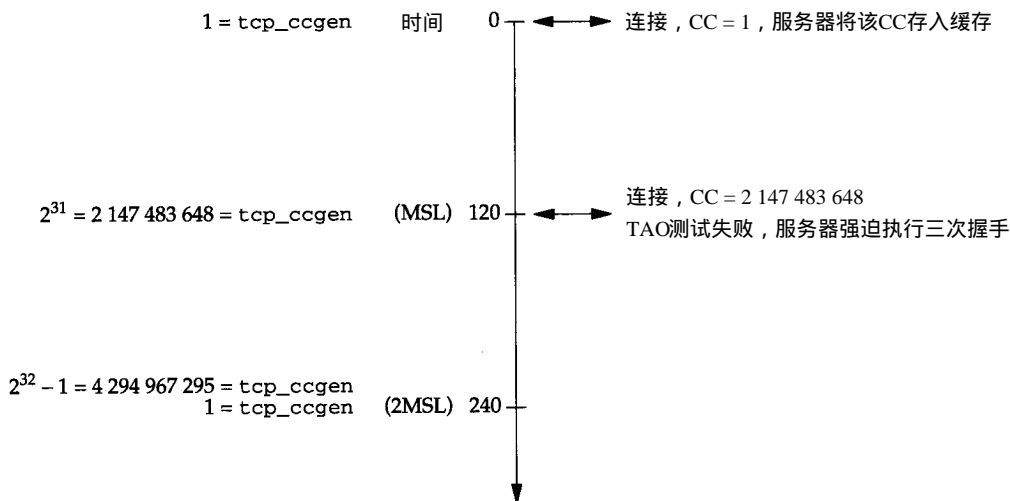 1 = tcp_ccgen 时间 0 连接，CC = 1，服务器将该CC存入缓存
2³¹ = 2 147 483 648 = tcp_ccgen (MSL) 120 连接，CC = 2 147 483 648
TAO测试失败，服务器强迫执行三次握手
2³² – 1 = 4 294 967 295 = tcp_ccgen
1 = tcp_ccgen (2MSL) 240